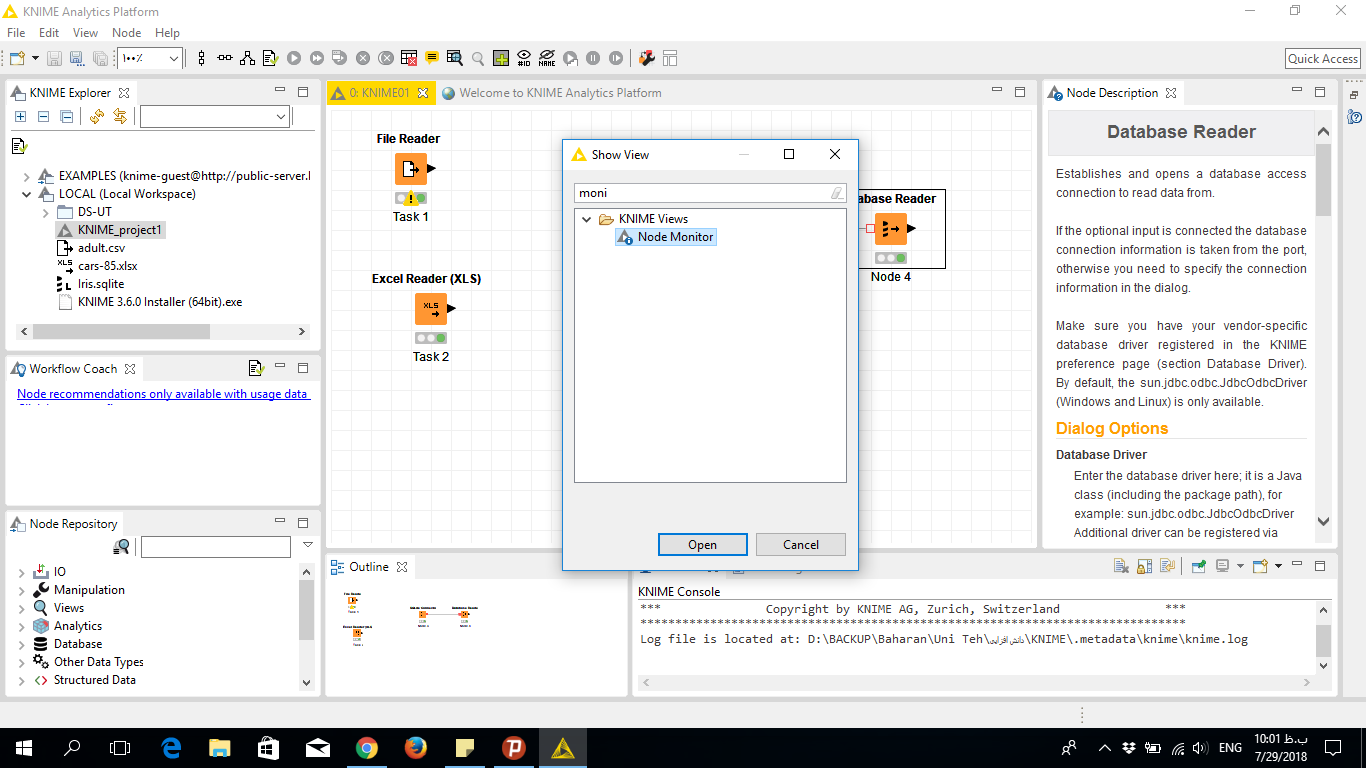 KNIME Analytics Platform
File Edit View Node Help
۱۰۰٪
#ID
NAME
Quick Access
KNIME Explorer
EXAMPLES (knime-guest@http://public-server.
LOCAL (Local Workspace)
DS-UT
KNIME_project1
adult.csv
XLS cars-85.xlsx
Iris.sqlite
KNIME 3.6.0 Installer (64bit).exe
Workflow Coach
Node recommendations only available with usage data
Node Repository
IO
Manipulation
Views
Analytics
Database
Other Data Types
Structured Data
0: KNIME01
Welcome to KNIME Analytics Platform
File Reader
Task 1
Excel Reader (XLS)
XLS
Task 2
abase Reader
Node 4
Show View
moni
KNIME Views
Node Monitor
Open
Cancel
Outline
File Reader
Excel Reader (XLS
Database Reader
KNIME Console
*** Copyright by KNIME AG, Zurich, Switzerland ***
Log file is located at: D:\BACKUP\Baharan\Uni Teh\دانش افزایی\KNIME\.metadata\knime\knime.log
Node Description
Database Reader
Establishes and opens a database access
connection to read data from.
If the optional input is connected the database
connection information is taken from the port,
otherwise you need to specify the connection
information in the dialog.
Make sure you have your vendor-specific
database driver registered in the KNIME
preference page (section Database Driver).
By default, the sun.jdbc.odbc.JdbcOdbcDriver
(Windows and Linux) is only available.
Dialog Options
Database Driver
Enter the database driver here; it is a Java
class (including the package path), for
example: sun.jdbc.odbc.JdbcOdbcDriver
Additional driver can be registered via
ENG
10:01 ب.ظ
7/29/2018